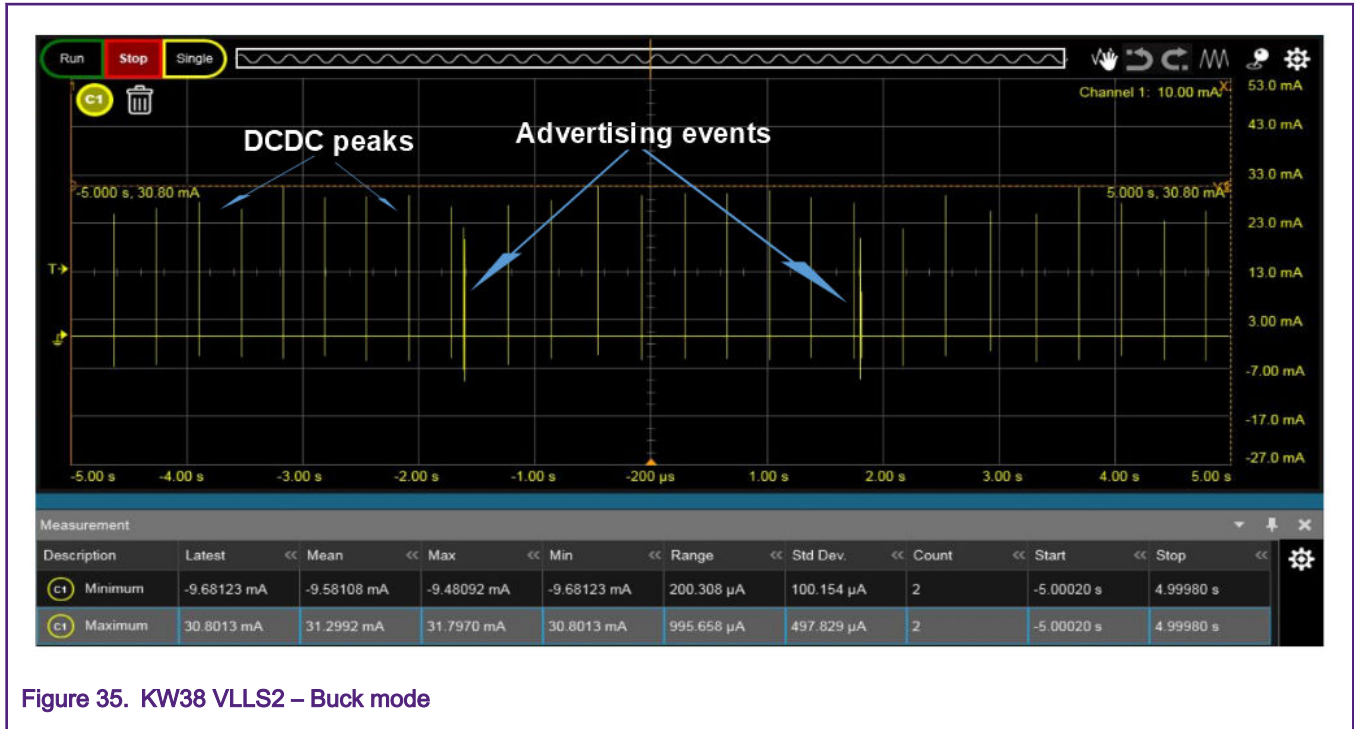 Run Stop Single
C1 Channel 1: 10.00 mA X 53.0 mA
DCDC peaks Advertising events
43.0 mA
33.0 mA
-5.000 s, 30.80 mA 5.000 s, 30.80 mA
23.0 mA
T
13.0 mA
3.00 mA
-7.00 mA
-17.0 mA
-27.0 mA
-5.00 s -4.00 s -3.00 s -2.00 s -1.00 s -200 µs 1.00 s 2.00 s 3.00 s 4.00 s 5.00 s
Measurement
Description Latest << Mean << Max << Min << Range << Std Dev. << Count << Start << Stop <<
C1 Minimum -9.68123 mA -9.58108 mA -9.48092 mA -9.68123 mA 200.308 µA 100.154 µA 2 -5.00020 s 4.99980 s
C1 Maximum 30.8013 mA 31.2992 mA 31.7970 mA 30.8013 mA 995.658 µA 497.829 µA 2 -5.00020 s 4.99980 s
Figure 35. KW38 VLLS2 – Buck mode